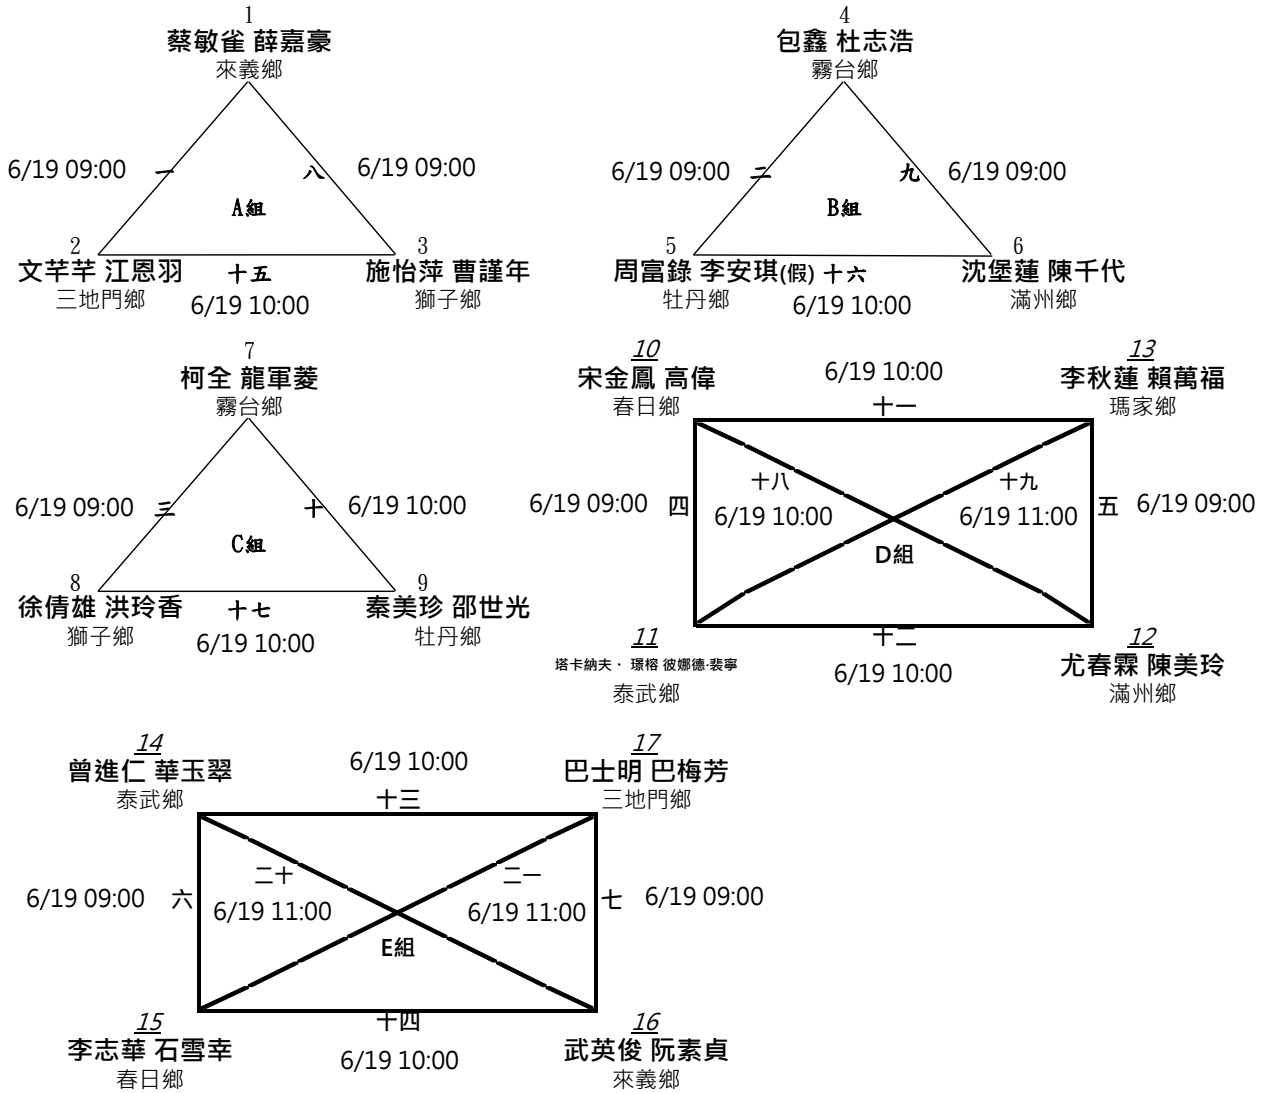 1
蔡敏雀 薛嘉豪
來義鄉
6/19 09:00
一
八
6/19 09:00
A組
2
文芊芊 江恩羽
三地門鄉
十五
6/19 10:00
3
施怡萍 曹謹年
獅子鄉
4
包鑫 杜志浩
霧台鄉
6/19 09:00
二
九
6/19 09:00
B組
5
周富錄 李安琪(假)
牡丹鄉
十六
6/19 10:00
6
沈堡蓮 陳千代
滿州鄉
7
柯全 龍軍菱
霧台鄉
6/19 09:00
三
十
6/19 10:00
C組
8
徐倩雄 洪玲香
獅子鄉
十七
6/19 10:00
9
秦美珍 邵世光
牡丹鄉
10
宋金鳳 高偉
春日鄉
6/19 10:00
十一
13
李秋蓮 賴萬福
瑪家鄉
6/19 09:00 四
十八
6/19 10:00
十九
6/19 11:00
五 6/19 09:00
D組
11
塔卡納夫· 璟榕 彼娜德·裴寧
泰武鄉
十二
6/19 10:00
12
尤春霖 陳美玲
滿州鄉
14
曾進仁 華玉翠
泰武鄉
6/19 10:00
十三
17
巴士明 巴梅芳
三地門鄉
6/19 09:00 六
二十
6/19 11:00
二一
6/19 11:00
七 6/19 09:00
E組
15
李志華 石雪幸
春日鄉
十四
6/19 10:00
16
武英俊 阮素貞
來義鄉